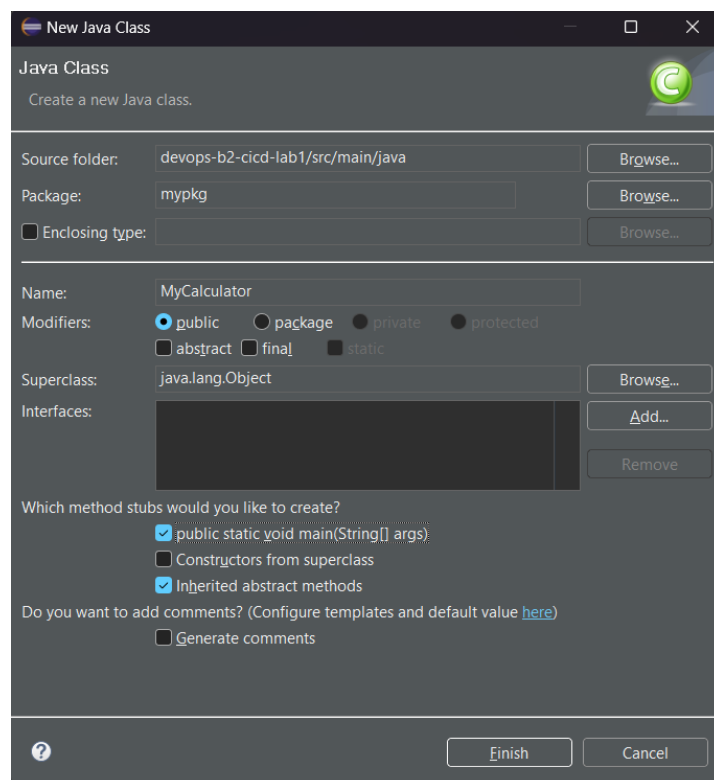 New Java Class
Java Class
Create a new Java class.
Source folder: devops-b2-cicd-lab1/src/main/java Browse...
Package: mypkg Browse...
Enclosing type: Browse...
Name: MyCalculator
Modifiers: public package private protected
abstract final static
Superclass: java.lang.Object Browse...
Interfaces: Add...
Remove
Which method stubs would you like to create?
public static void main(String[] args)
Constructors from superclass
Inherited abstract methods
Do you want to add comments? (Configure templates and default value here)
Generate comments
? Finish Cancel